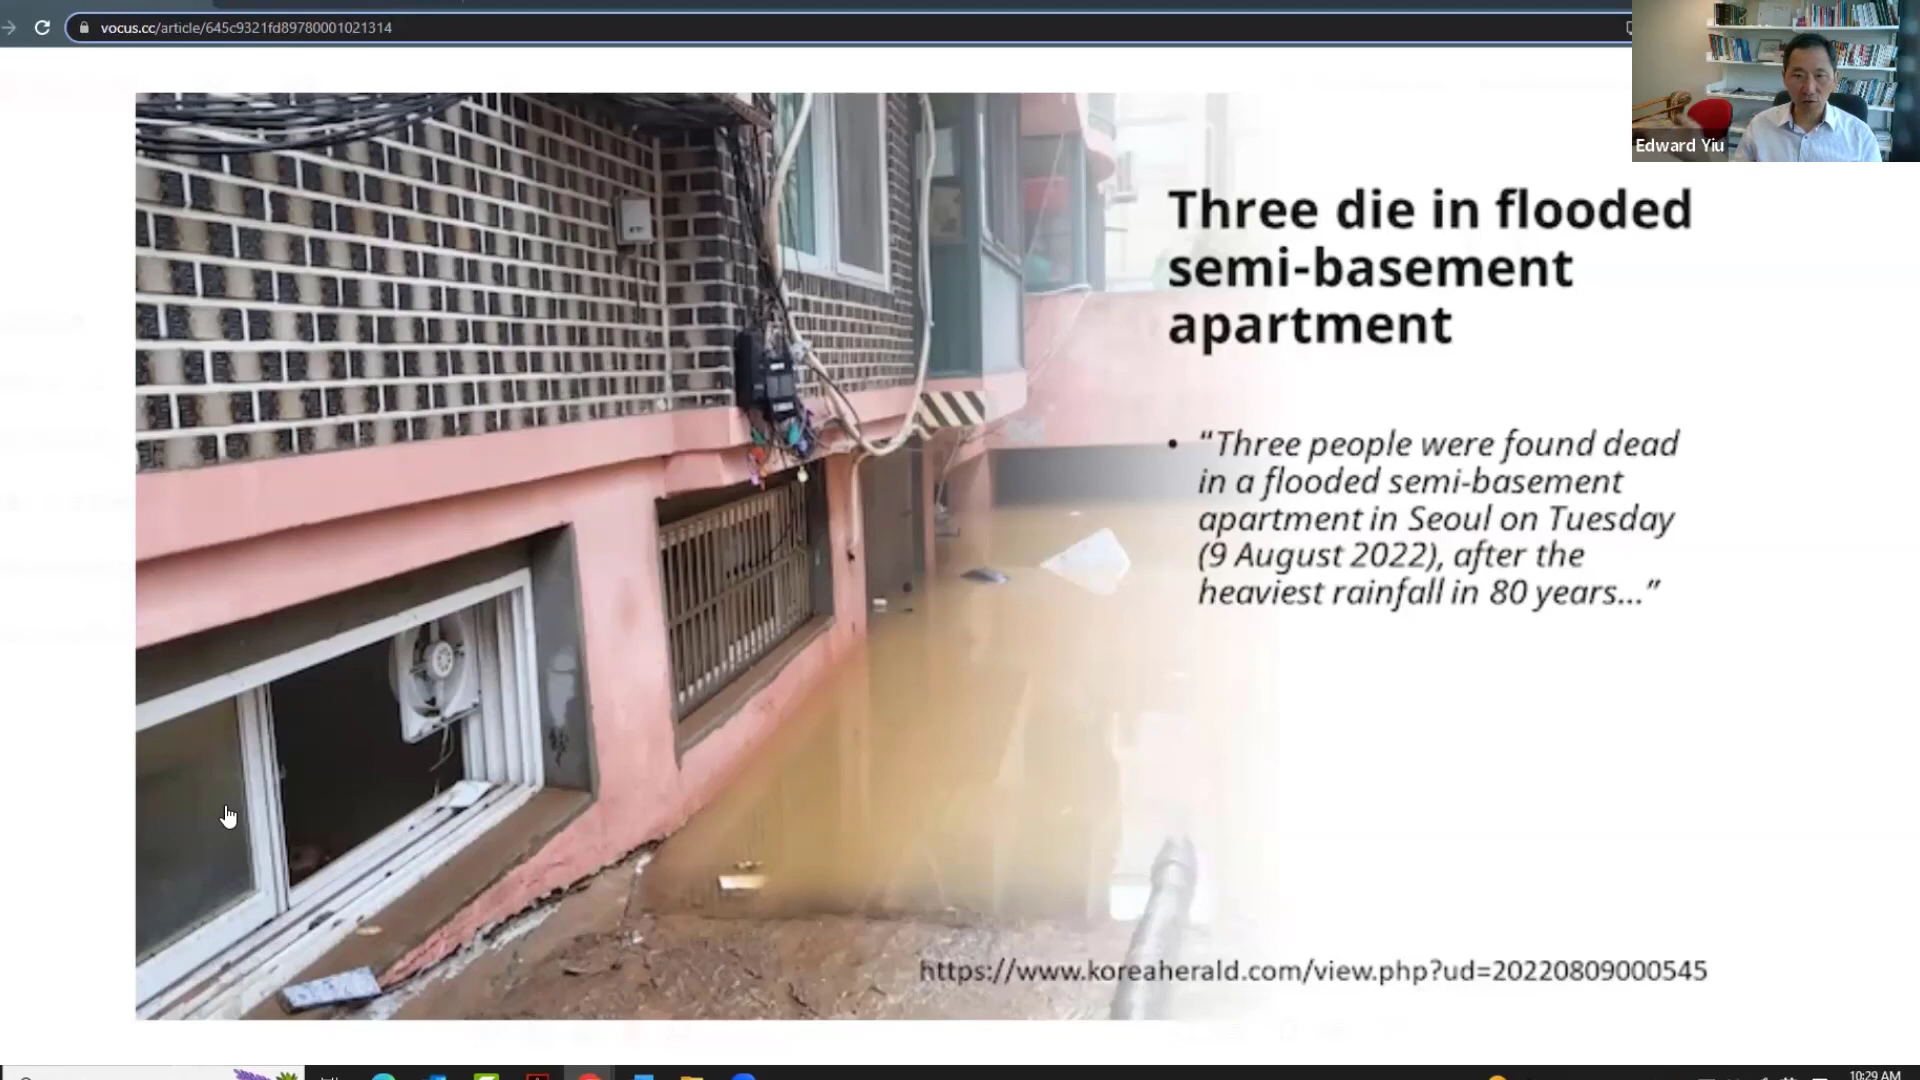 vocus.cc/article/645c9321fd89780001021314
Edward Yiu
Three die in flooded
semi-basement
apartment
• “Three people were found dead
in a flooded semi-basement
apartment in Seoul on Tuesday
(9 August 2022), after the
heaviest rainfall in 80 years...”
https://www.koreaherald.com/view.php?ud=20220809000545
10:29 AM